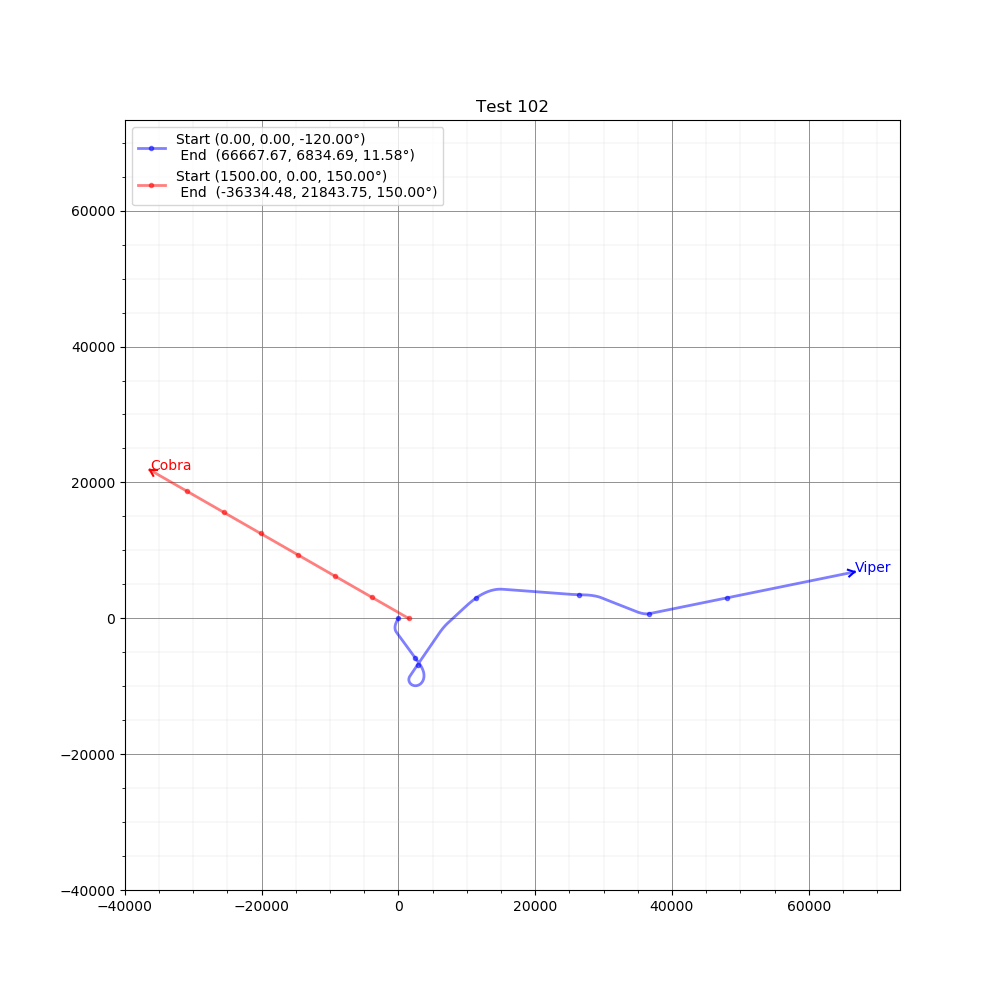 Test 102
Start (0.00, 0.00, -120.00°)
End  (66667.67, 6834.69, 11.58°)
Start (1500.00, 0.00, 150.00°)
End  (-36334.48, 21843.75, 150.00°)
60000
40000
20000
0
−20000
−40000
Cobra
Viper
−40000
−20000
0
20000
40000
60000